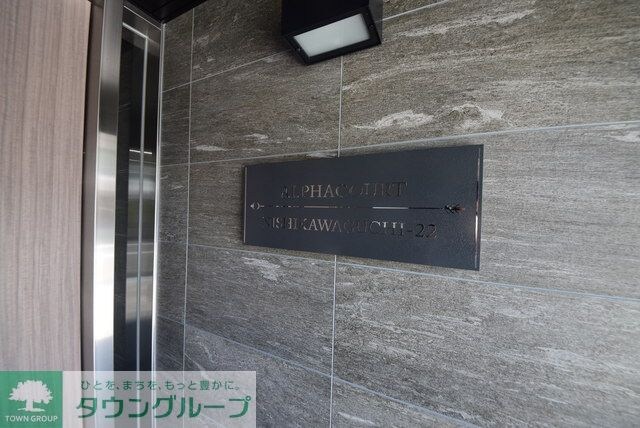 ALPHACOURT
NISHIKAWAGUCHI-22
TOWN GROUP
ひとを、まちを、もっと豊かに。
タウングループ